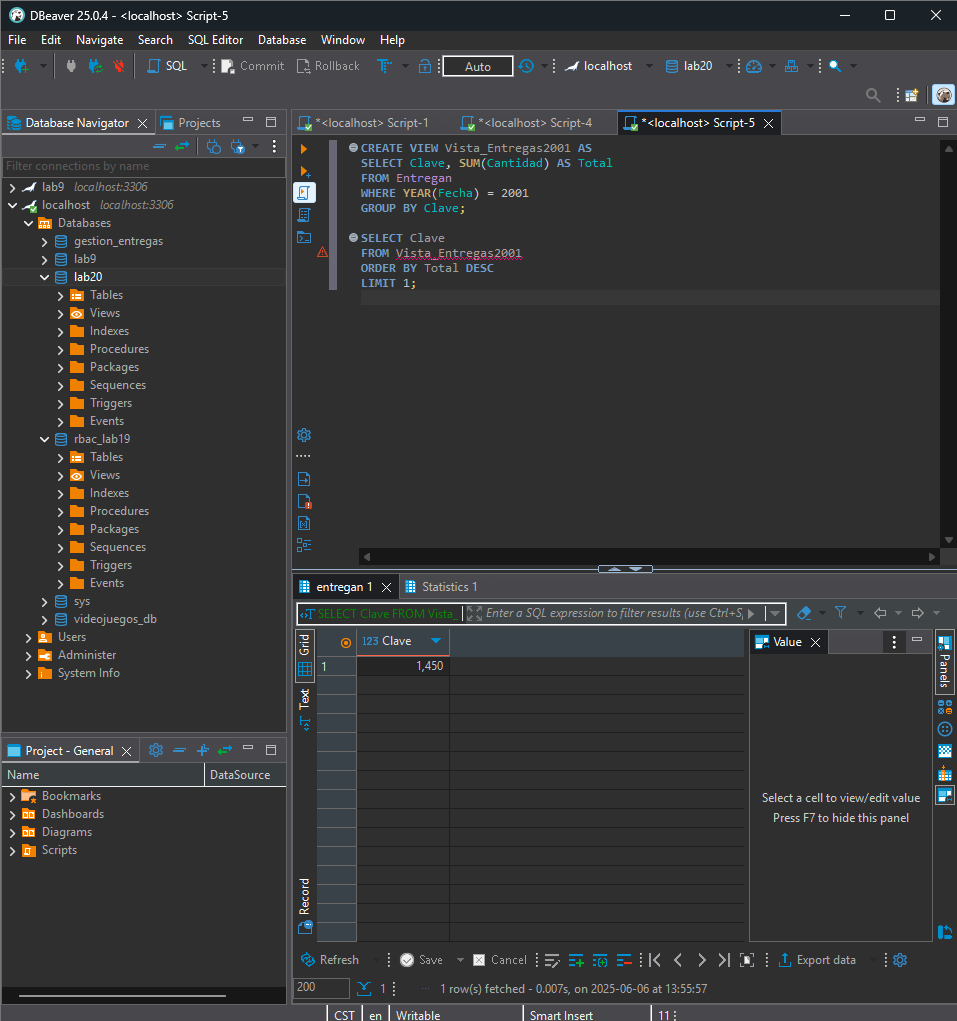 DBeaver 25.0.4 - <localhost> Script-5
File Edit Navigate Search SQL Editor Database Window Help
SQL Commit Rollback Auto localhost lab20
Database Navigator Projects
Filter connections by name
lab9 localhost:3306
localhost localhost:3306
Databases
gestion_entregas
lab9
lab20
Tables
Views
Indexes
Procedures
Packages
Sequences
Triggers
Events
rbac_lab19
Tables
Views
Indexes
Procedures
Packages
Sequences
Triggers
Events
sys
videojuegos_db
Users
Administer
System Info
Project - General
Name DataSource
Bookmarks
Dashboards
Diagrams
Scripts
*<localhost> Script-1 *<localhost> Script-4 *<localhost> Script-5
CREATE VIEW Vista_Entregas2001 AS
SELECT Clave, SUM(Cantidad) AS Total
FROM Entregan
WHERE YEAR(Fecha) = 2001
GROUP BY Clave;
SELECT Clave
FROM Vista_Entregas2001
ORDER BY Total DESC
LIMIT 1;
entregan 1 Statistics 1
SELECT Clave FROM Vista_ Enter a SQL expression to filter results (use Ctrl+S
Grid
Text
Record
123 Clave
1 1,450
Value
Panels
Select a cell to view/edit value
Press F7 to hide this panel
Refresh Save Cancel Export data
200 1 1 row(s) fetched - 0.007s, on 2025-06-06 at 13:55:57
CST en Writable Smart Insert 11 :